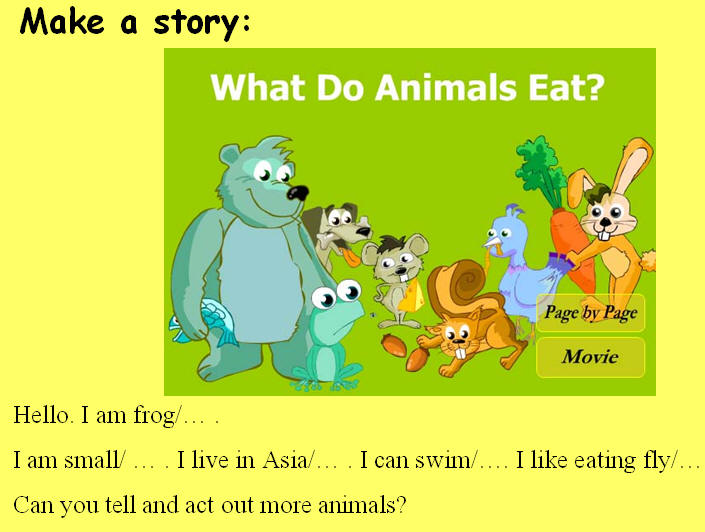 Make a story:
What Do Animals Eat?
Page by Page
Movie
Hello. I am frog/... .
I am small/ ... . I live in Asia/... . I can swim/.... I like eating fly/...
Can you tell and act out more animals?